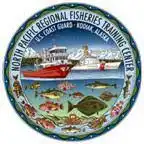 NORTH PACIFIC REGIONAL FISHERIES TRAINING CENTER
U.S. COAST GUARD - KODIAK, ALASKA